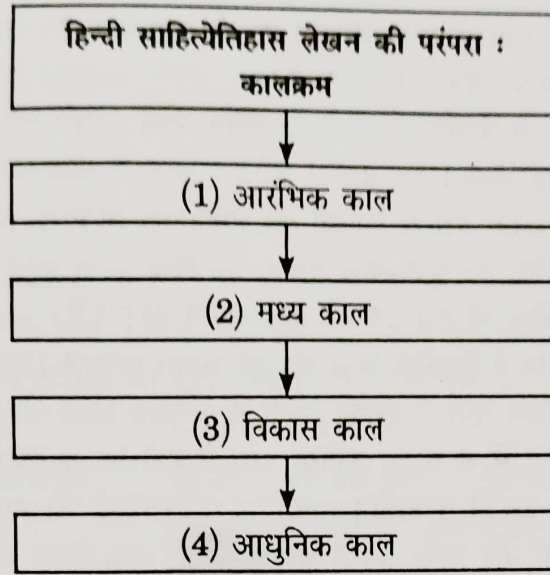 हिन्दी साहित्येतिहास लेखन की परंपरा :
कालक्रम
(1) आरंभिक काल
(2) मध्य काल
(3) विकास काल
(4) आधुनिक काल